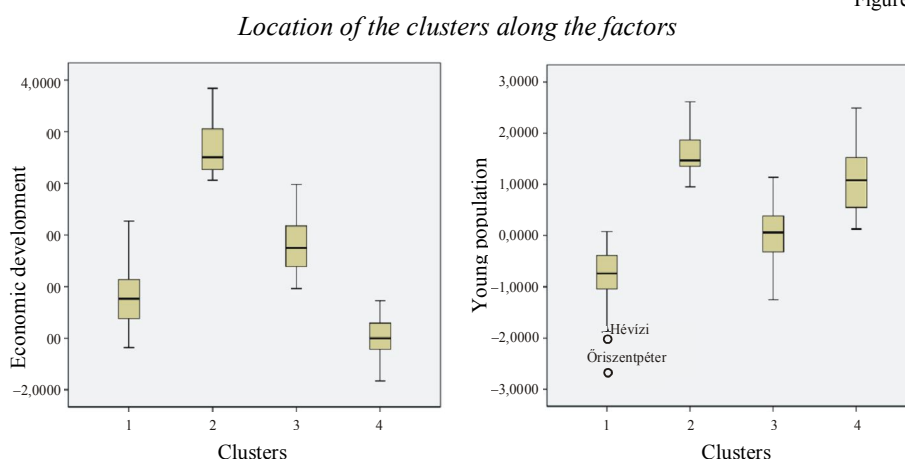 Figure
Location of the clusters along the factors
4,0000
00
00
00
00
00
–2,0000
Economic development
1 2 3 4
Clusters
3,0000
2,0000
1,0000
0,0000
–1,0000
–2,0000
–3,0000
Young population
Hévízi
Őriszentpéter
1 2 3 4
Clusters